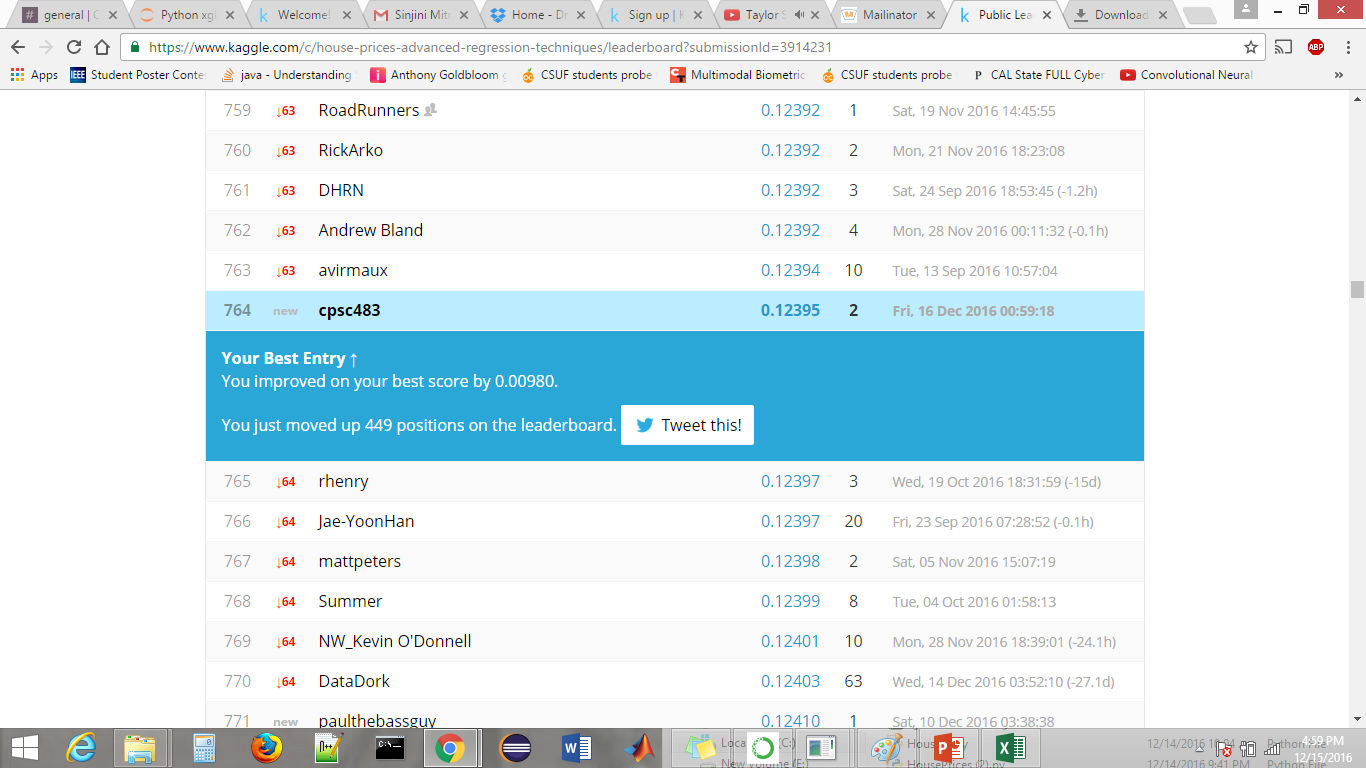 general | C
Python xgl
Welcome!
Sinjini Mit
Home - Dr
Sign up | K
Taylor S
Mailinator
Public Lea
Download
https://www.kaggle.com/c/house-prices-advanced-regression-techniques/leaderboard?submissionId=3914231
Apps IEEE Student Poster Conte java - Understanding Anthony Goldbloom CSUF students probe Multimodal Biometric CSUF students probe CAL State FULL Cyber Convolutional Neural »
759 ↓63 RoadRunners 0.12392 1 Sat, 19 Nov 2016 14:45:55
760 ↓63 RickArko 0.12392 2 Mon, 21 Nov 2016 18:23:08
761 ↓63 DHRN 0.12392 3 Sat, 24 Sep 2016 18:53:45 (-1.2h)
762 ↓63 Andrew Bland 0.12392 4 Mon, 28 Nov 2016 00:11:32 (-0.1h)
763 ↓63 avirmaux 0.12394 10 Tue, 13 Sep 2016 10:57:04
764 new cpsc483 0.12395 2 Fri, 16 Dec 2016 00:59:18
Your Best Entry ↑
You improved on your best score by 0.00980.
You just moved up 449 positions on the leaderboard. Tweet this!
765 ↓64 rhenry 0.12397 3 Wed, 19 Oct 2016 18:31:59 (-15d)
766 ↓64 Jae-YoonHan 0.12397 20 Fri, 23 Sep 2016 07:28:52 (-0.1h)
767 ↓64 mattpeters 0.12398 2 Sat, 05 Nov 2016 15:07:19
768 ↓64 Summer 0.12399 8 Tue, 04 Oct 2016 01:58:13
769 ↓64 NW_Kevin O'Donnell 0.12401 10 Mon, 28 Nov 2016 18:39:01 (-24.1h)
770 ↓64 DataDork 0.12403 63 Wed, 14 Dec 2016 03:52:10 (-27.1d)
771 new paulthebassguy 0.12410 1 Sat, 10 Dec 2016 03:38:38
4:59 PM
12/15/2016